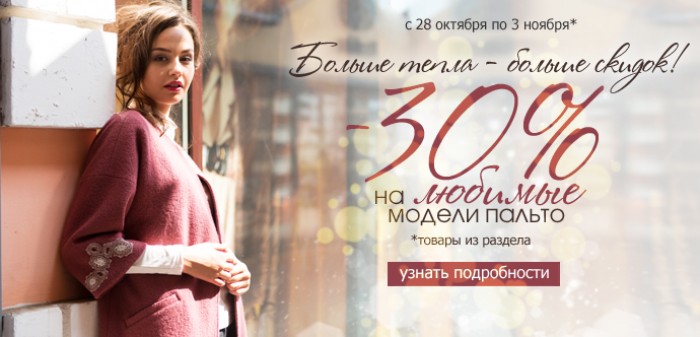 с 28 октября по 3 ноября*
Больше тепла - больше скидок!
-30%
на любимые
модели пальто
*товары из раздела
узнать подробности